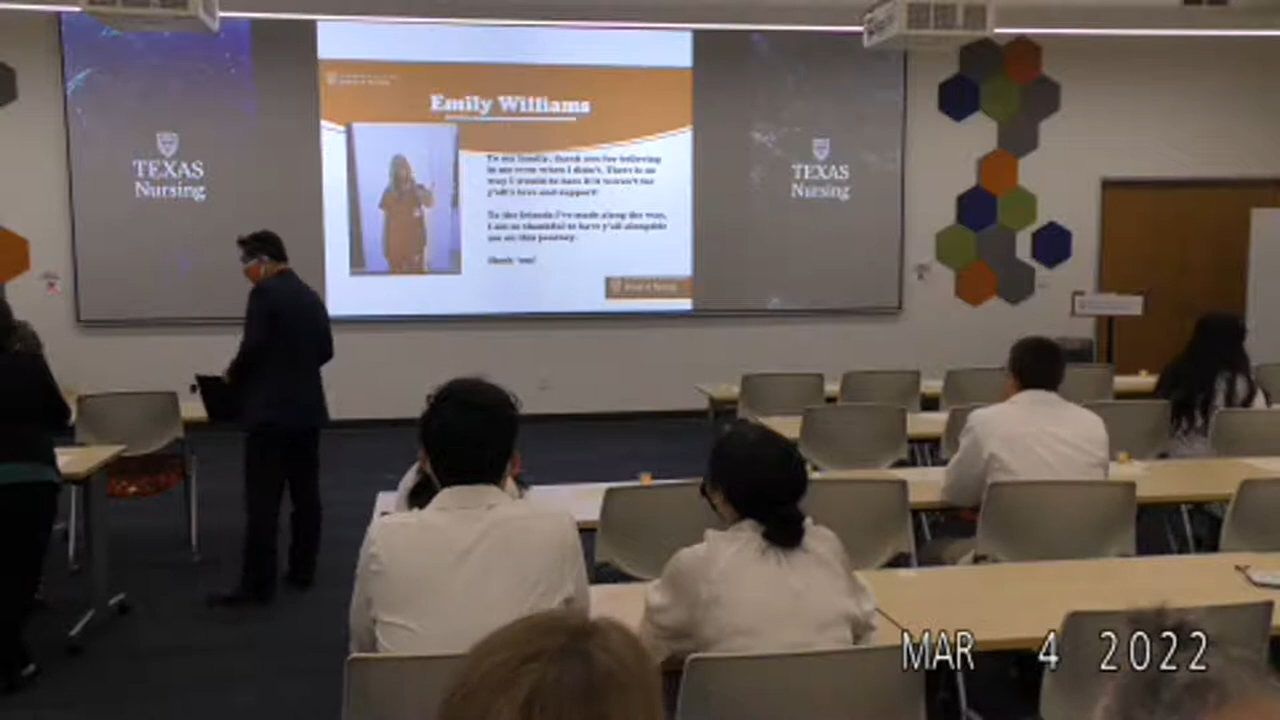 Emily Williams
TEXAS
Nursing
To my family, thank you for believing
in me even when I didn't. There is no
way I would be here if it weren't for
y'all's love and support!
To the friends I've made along the way,
I am so thankful to have y'all alongside
me on this journey.
Thank you!
TEXAS
Nursing
MAR 4 2022